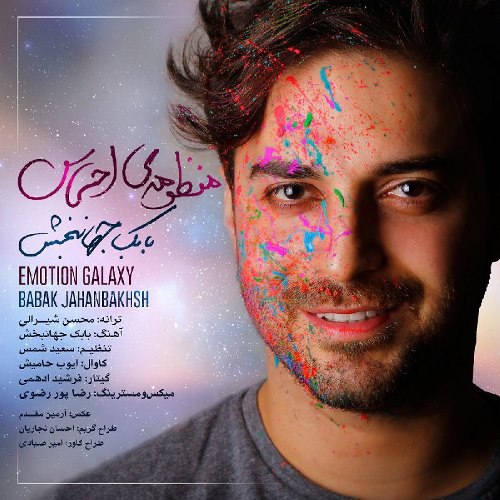 منظومه‌ی احساس
بابک جهانبخش
EMOTION GALAXY
BABAK JAHANBAKHSH
ترانه: محسن شیرالی
آهنگ: بابک جهانبخش
تنظیم: سعید شمس
کاوال: ایوب حامیش
گیتار: فرشید ادهمی
میکس‌ومسترینگ: رضا پور رضوی
عکس: آرمین مقدم
طراح گریم: احسان نجاریان
طراح کاور: امیر صیادی